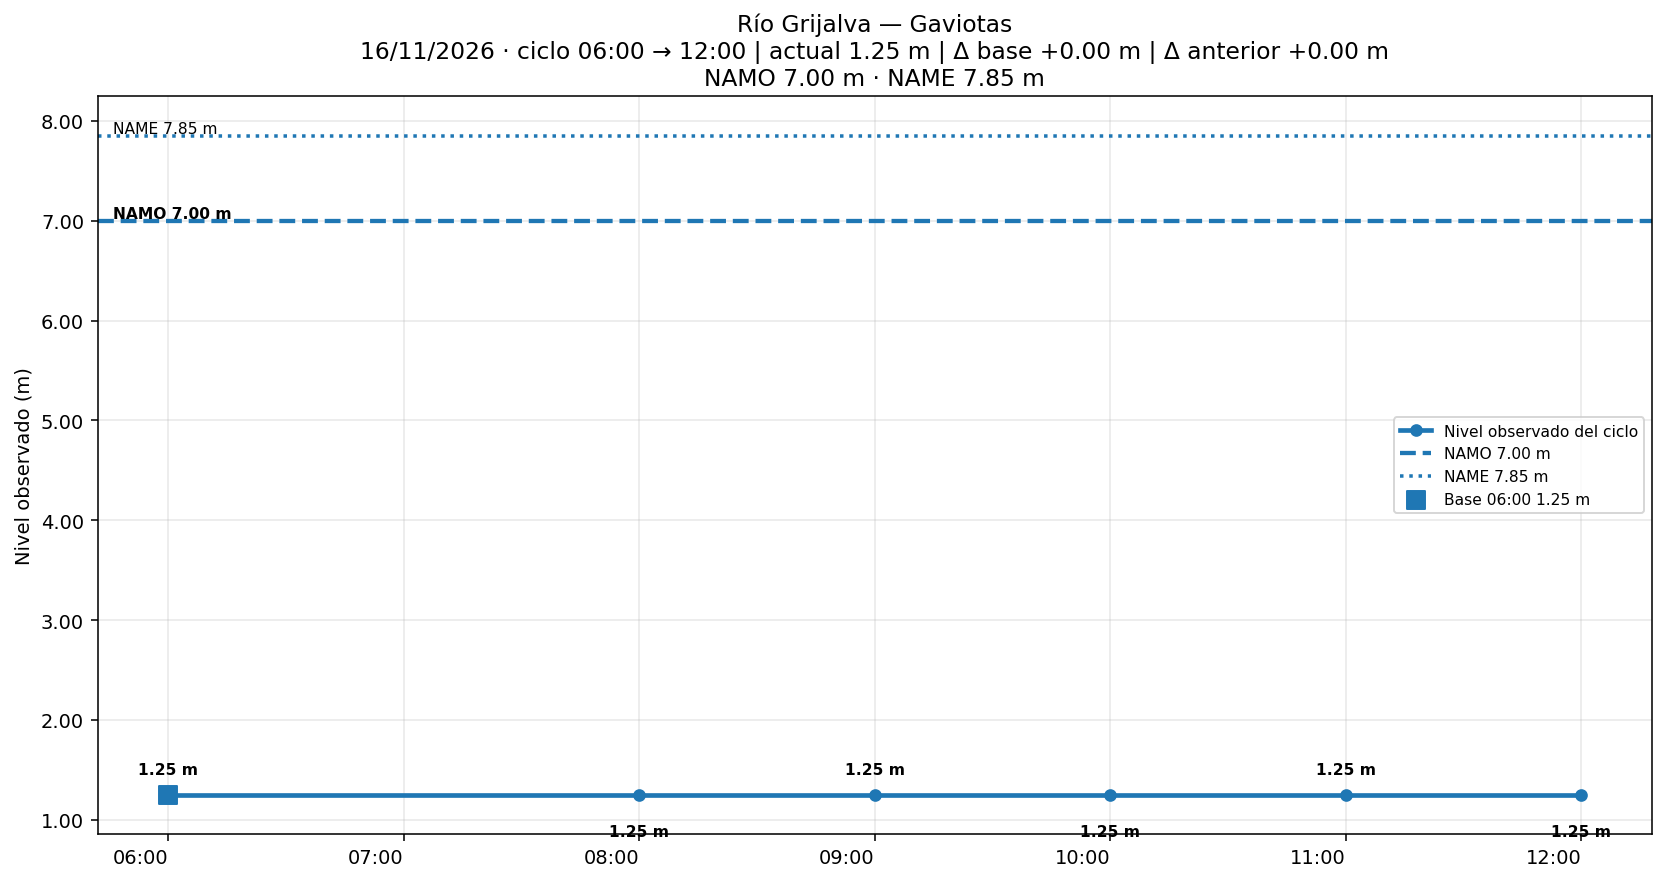 Río Grijalva — Gaviotas
16/11/2026 · ciclo 06:00 → 12:00 | actual 1.25 m | Δ base +0.00 m | Δ anterior +0.00 m
NAMO 7.00 m · NAME 7.85 m
8.00
NAME 7.85 m
NAMO 7.00 m
7.00
6.00
5.00
Nivel observado (m)
Nivel observado del ciclo
NAMO 7.00 m
NAME 7.85 m
Base 06:00 1.25 m
4.00
3.00
2.00
1.25 m 1.25 m 1.25 m
1.00
1.25 m 1.25 m 1.25 m
06:00 07:00 08:00 09:00 10:00 11:00 12:00